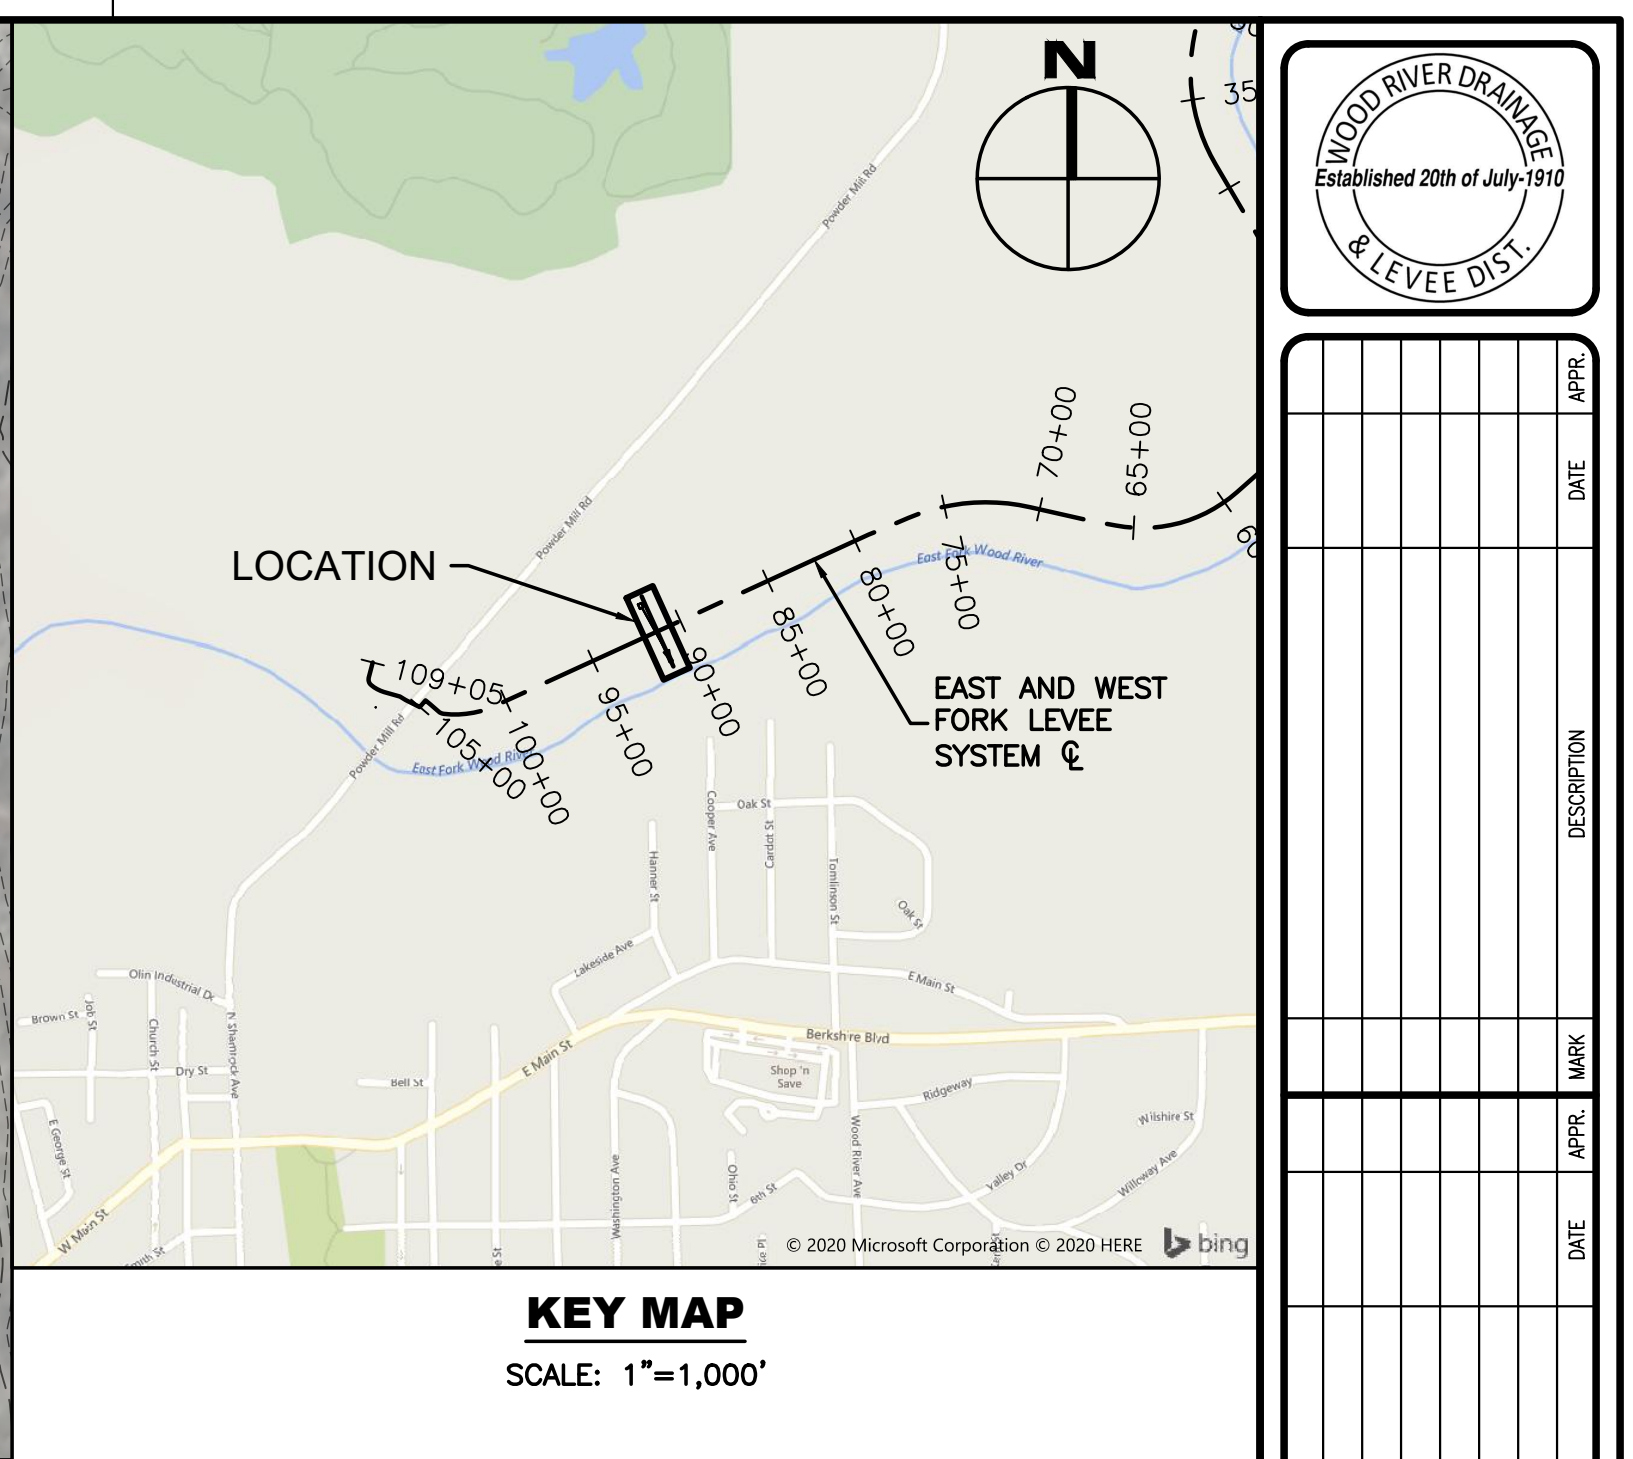 N
35
Powder Mill Rd
Powder Mill Rd
Powder Mill Rd
70+00
65+00
LOCATION
East Fork Wood River
75+00
80+00
85+00
90+00
95+00
100+00
105+00
109+05
East Fork Wood River
EAST AND WEST
FORK LEVEE
SYSTEM ℄
Cooper Ave
Oak St
Cardot St
Hanner St
Tomlinson St
Oak St
Lakeside Ave
E Main St
Olin Industrial Dr
Brown St
Job St
Church St
N Shamrock Ave
Dry St
Bell St
E Main St
Berkshire Blvd
Shop 'n
Save
Ridgeway
Wilshire St
E George St
Wood River Ave
Valley Dr
Willoway Ave
Washington Ave
Ohio St
6th St
W Main St
© 2020 Microsoft Corporation © 2020 HERE
bing
KEY MAP
SCALE: 1"=1,000'
WOOD RIVER DRAINAGE
Established 20th of July-1910
& LEVEE DIST.
APPR.
DATE
DESCRIPTION
MARK
APPR.
DATE